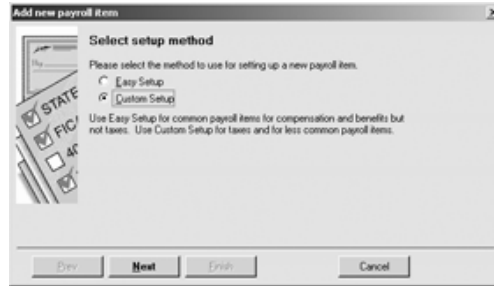 Add new payroll item
Select setup method
Please select the method to use for setting up a new payroll item.
Easy Setup
Custom Setup
Use Easy Setup for common payroll items for compensation and benefits but
not taxes. Use Custom Setup for taxes and for less common payroll items.
STATE
FIC
40
Prev Next Finish Cancel